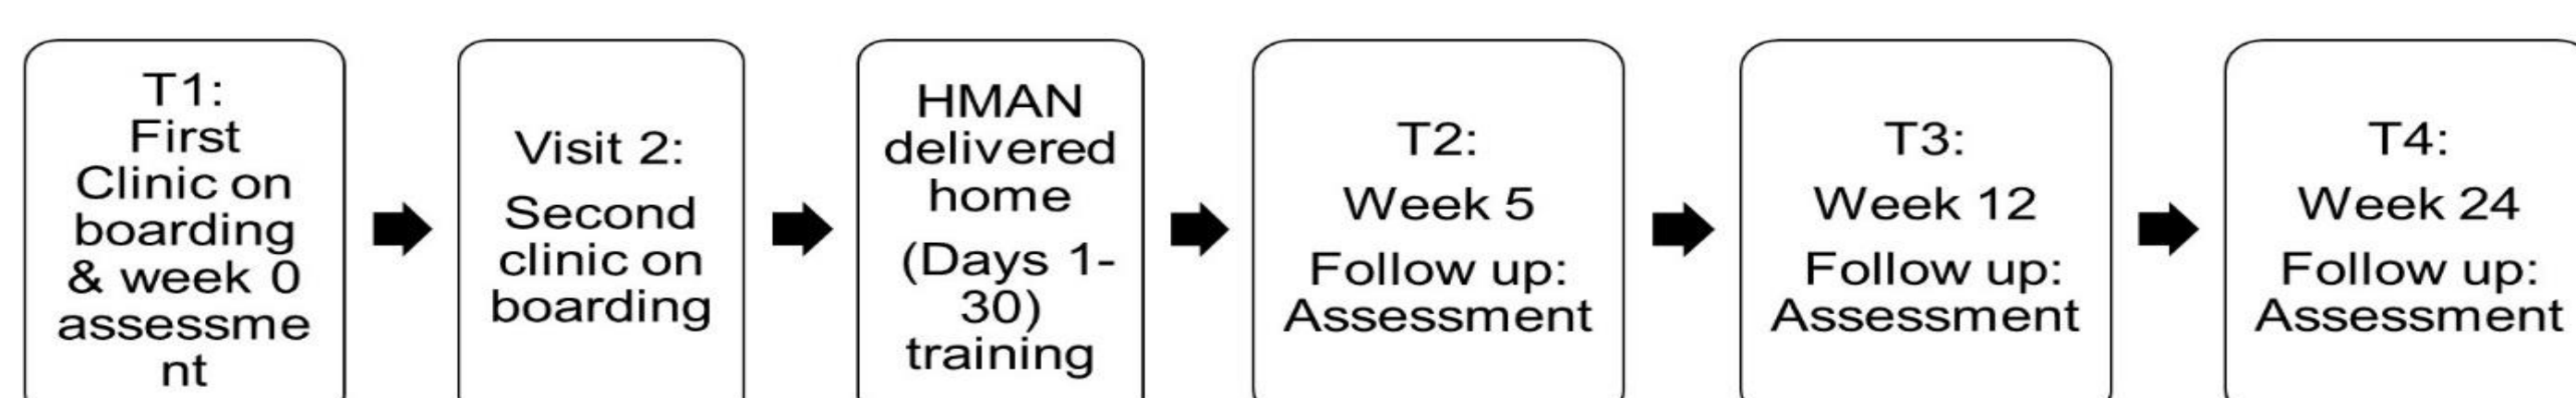 T1:
First
Clinic on
boarding
& week 0
assessme
nt
Visit 2:
Second
clinic on
boarding
HMAN
delivered
home
(Days 1-
30)
training
T2:
Week 5
Follow up:
Assessment
T3:
Week 12
Follow up:
Assessment
T4:
Week 24
Follow up:
Assessment